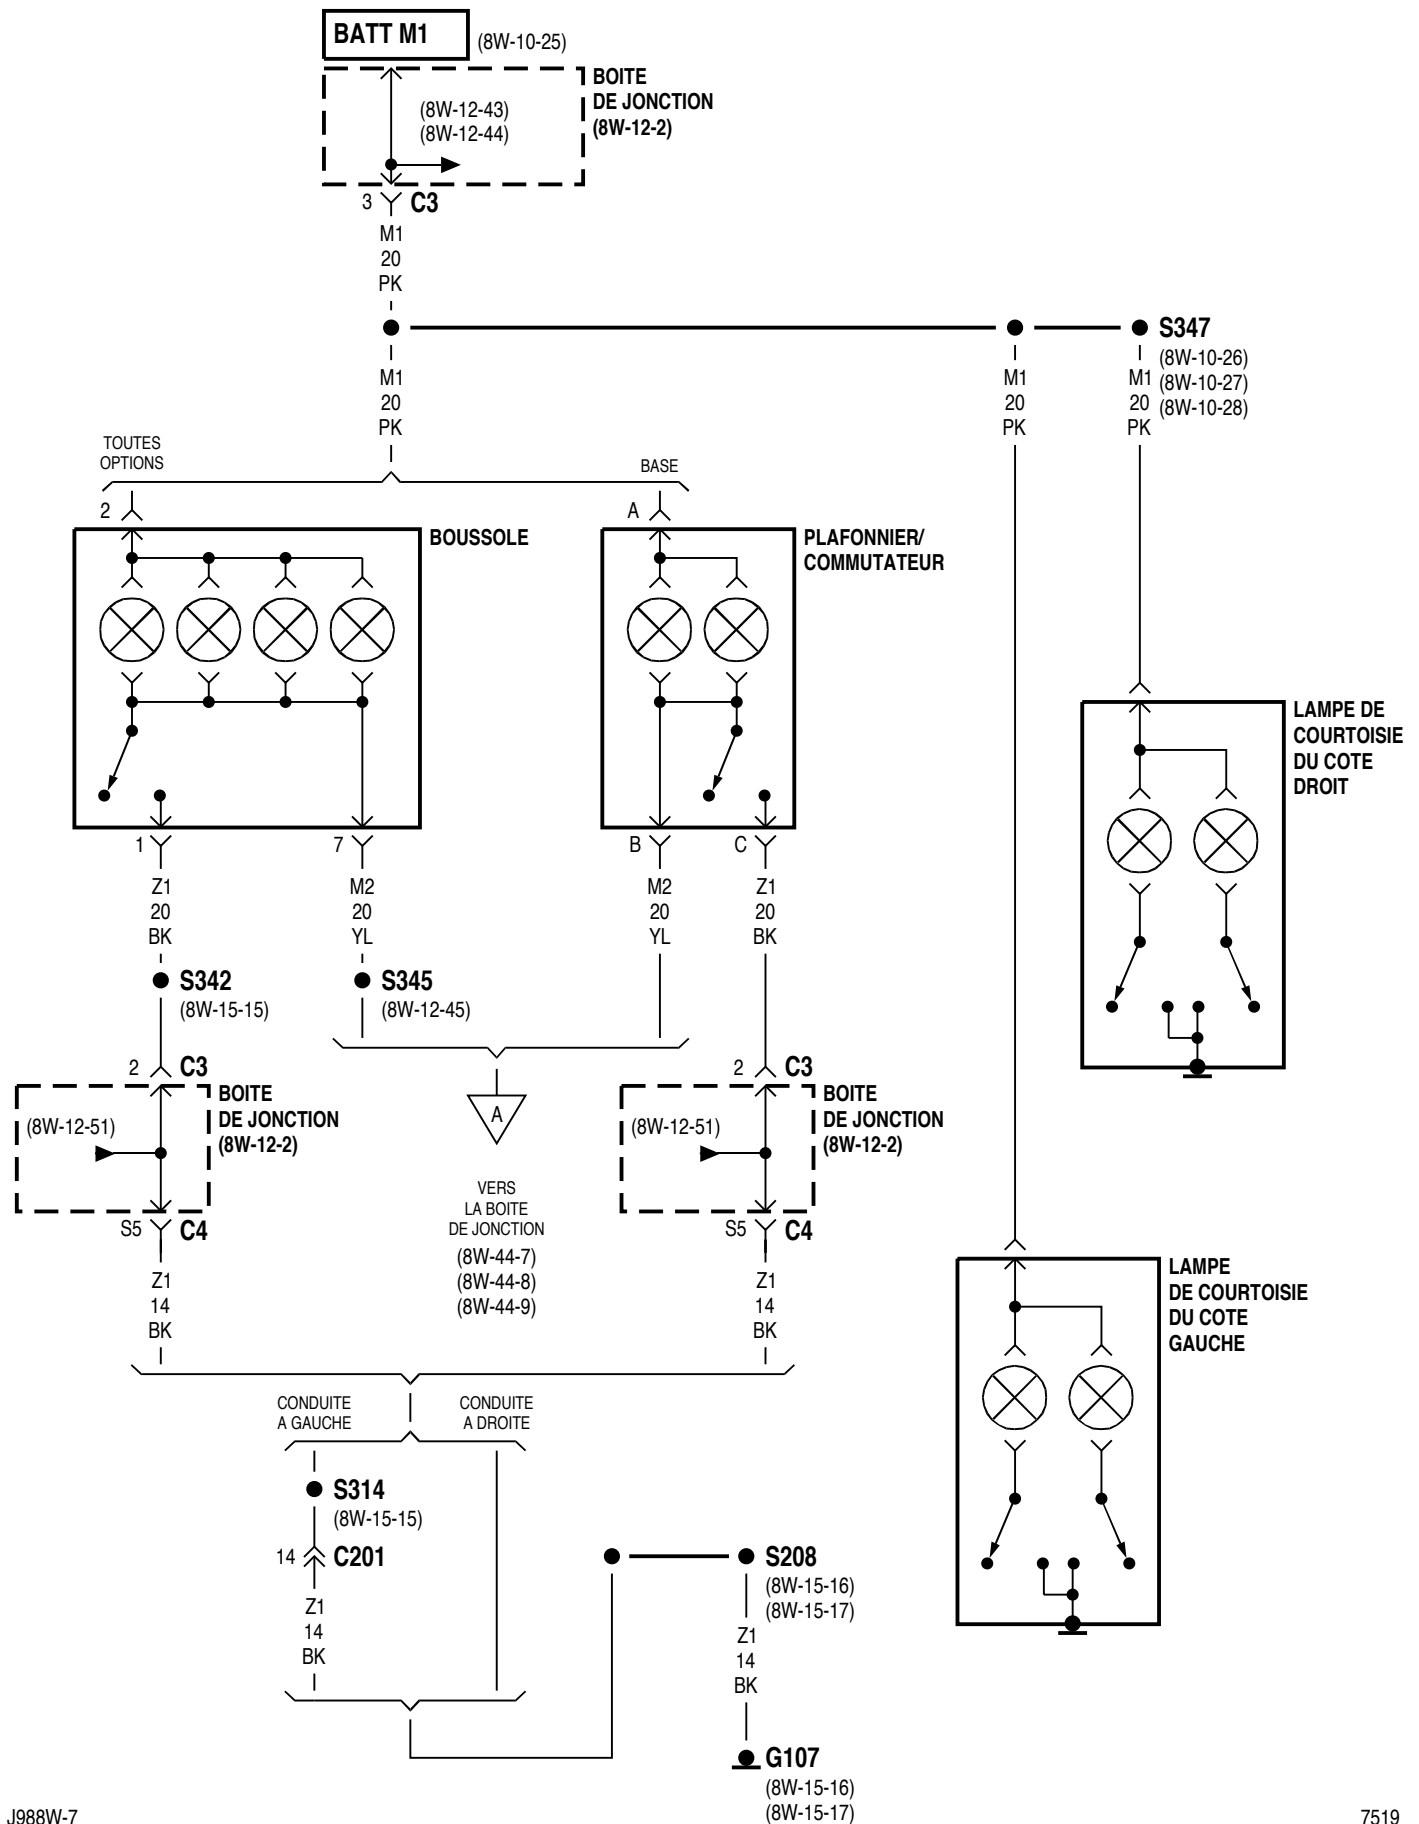 BATT M1
(8W-10-25)
BOITE
DE JONCTION
(8W-12-2)
(8W-12-43)
(8W-12-44)
3
C3
M1
20
PK
S347
(8W-10-26)
(8W-10-27)
(8W-10-28)
M1
20
PK
M1
20
PK
M1
20
PK
TOUTES
OPTIONS
BASE
2
A
BOUSSOLE
PLAFONNIER/
COMMUTATEUR
LAMPE DE
COURTOISIE
DU COTE
DROIT
1
7
B
C
Z1
20
BK
M2
20
YL
M2
20
YL
Z1
20
BK
S342
(8W-15-15)
S345
(8W-12-45)
2
C3
2
C3
BOITE
DE JONCTION
(8W-12-2)
(8W-12-51)
A
BOITE
DE JONCTION
(8W-12-2)
(8W-12-51)
VERS
LA BOITE
DE JONCTION
(8W-44-7)
(8W-44-8)
(8W-44-9)
S5
C4
S5
C4
Z1
14
BK
Z1
14
BK
LAMPE
DE COURTOISIE
DU COTE
GAUCHE
CONDUITE
A GAUCHE
CONDUITE
A DROITE
S314
(8W-15-15)
14
C201
Z1
14
BK
S208
(8W-15-16)
(8W-15-17)
Z1
14
BK
G107
(8W-15-16)
(8W-15-17)
J988W-7
7519